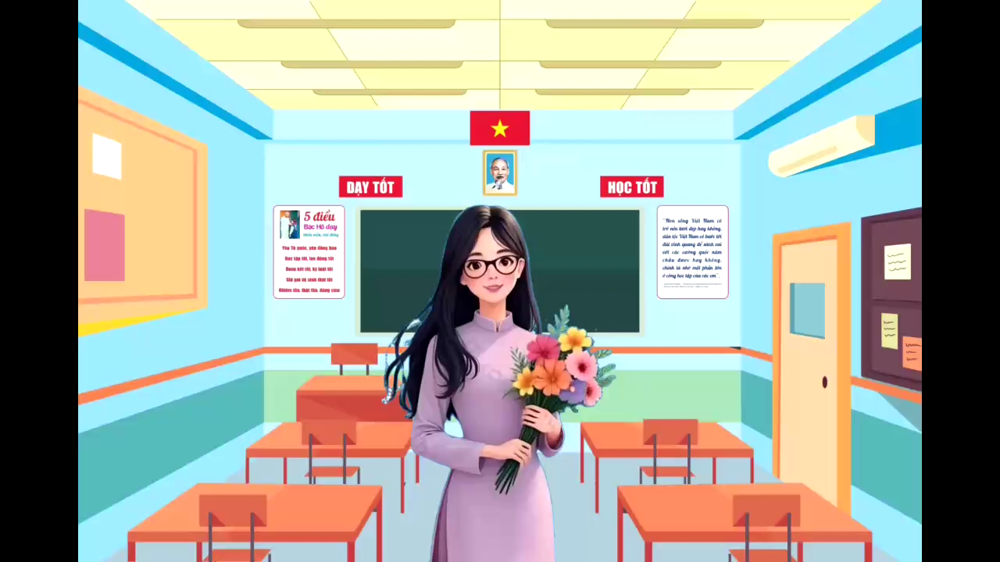 DẠY TỐT
HỌC TỐT
5 điều
Bác Hồ dạy
thiếu niên, nhi đồng
Yêu Tổ quốc, yêu đồng bào
Học tập tốt, lao động tốt
Đoàn kết tốt, kỷ luật tốt
Giữ gìn vệ sinh thật tốt
Khiêm tốn, thật thà, dũng cảm
"Non sông Việt Nam có
trở nên tươi đẹp hay không,
dân tộc Việt Nam có bước tới
đài vinh quang để sánh vai
với các cường quốc năm
châu được hay không,
chính là nhờ một phần lớn
ở công học tập của các em".